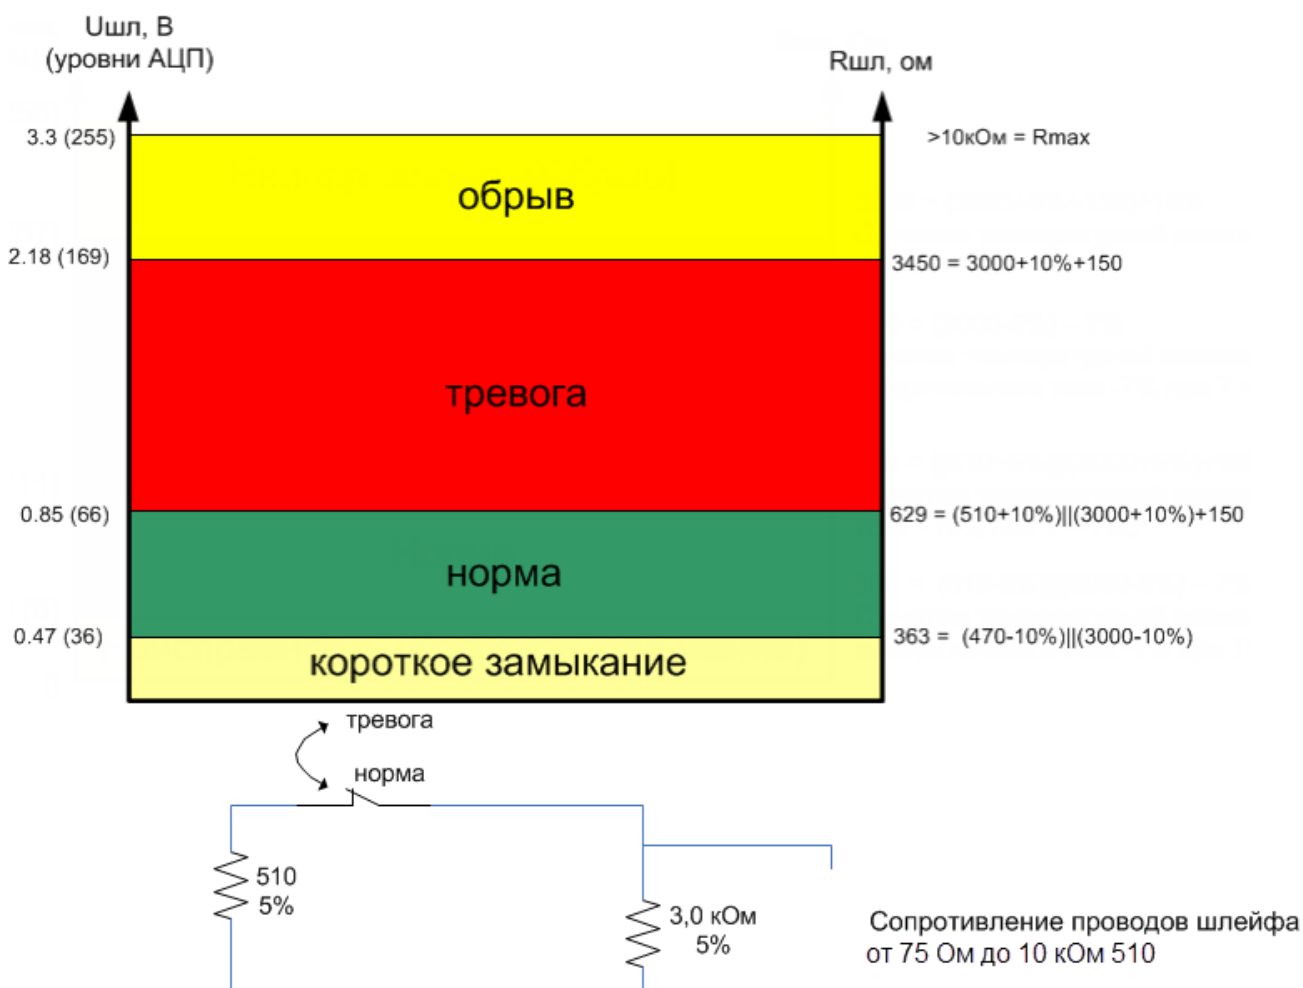 Uшл, В
(уровни АЦП)
Rшл, ом
3.3 (255)
>10кОм = Rmax
обрыв
2.18 (169)
3450 = 3000+10%+150
тревога
0.85 (66)
629 = (510+10%)||(3000+10%)+150
норма
0.47 (36)
363 = (470-10%)||(3000-10%)
короткое замыкание
тревога
норма
510
5%
3,0 кОм
5%
Сопротивление проводов шлейфа
от 75 Ом до 10 кОм 510